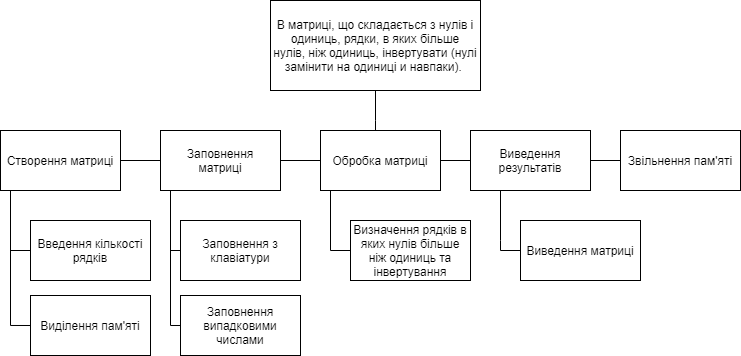 В матриці, що складається з нулів і
одиниць, рядки, в яких більше
нулів, ніж одиниць, інвертувати (нулі
замінити на одиниці и навпаки).
Створення матриці
Заповнення
матриці
Обробка матриці
Виведення
результатів
Звільнення пам'яті
Введення кількості
рядків
Заповнення з
клавіатури
Визначення рядків в
яких нулів більше
ніж одиниць та
інвертування
Виведення матриці
Виділення пам'яті
Заповнення
випадковими
числами